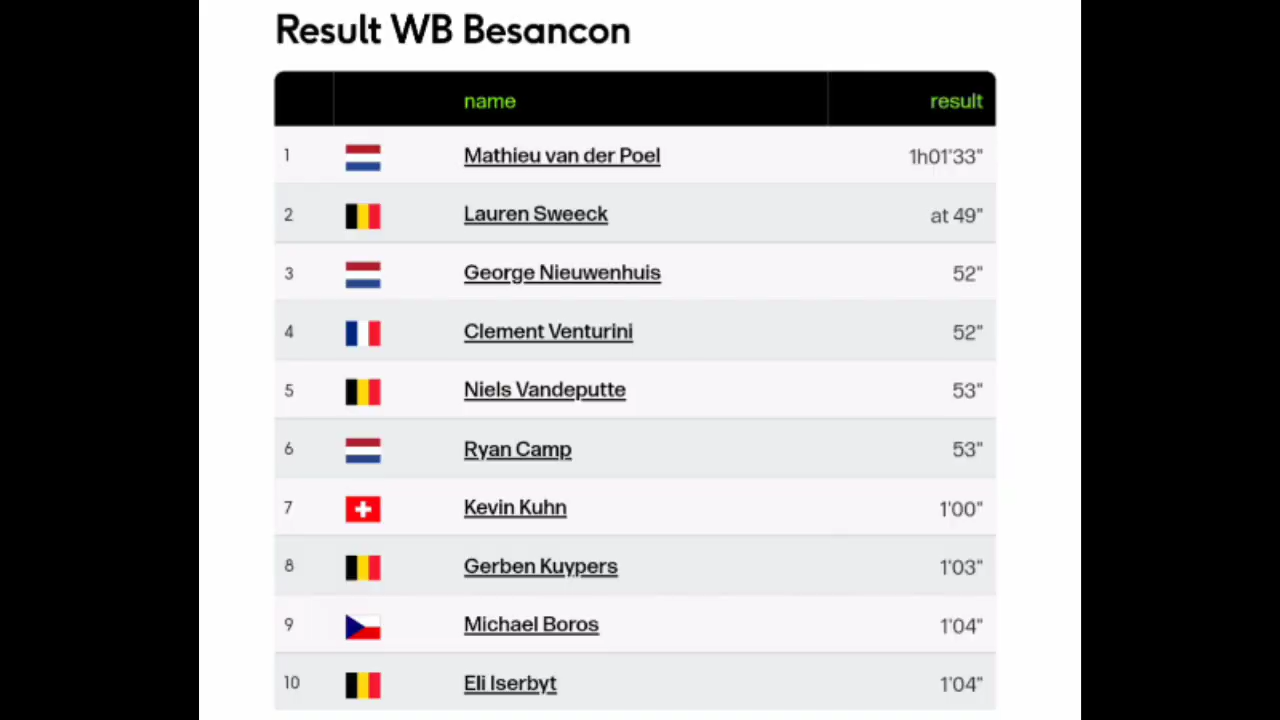 Result WB Besancon
name result
1 Mathieu van der Poel 1h01'33"
2 Lauren Sweeck at 49"
3 George Nieuwenhuis 52"
4 Clement Venturini 52"
5 Niels Vandeputte 53"
6 Ryan Camp 53"
7 Kevin Kuhn 1'00"
8 Gerben Kuypers 1'03"
9 Michael Boros 1'04"
10 Eli Iserbyt 1'04"